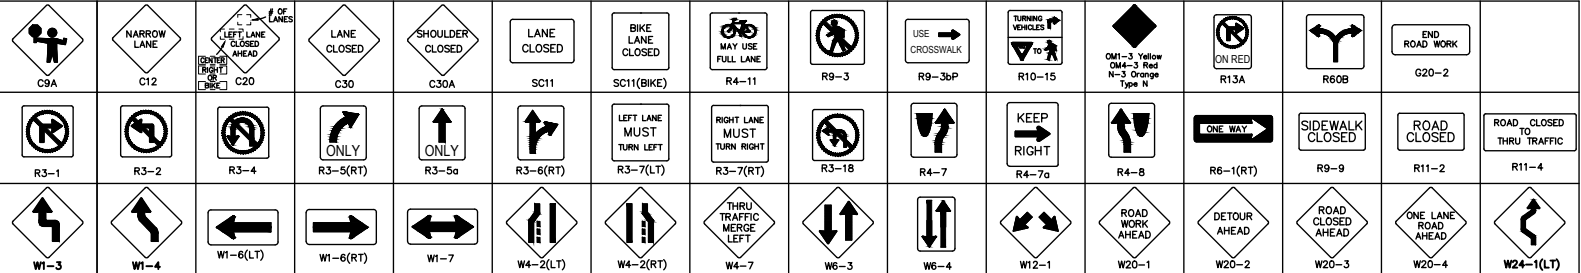 C9A
NARROW
LANE
C12
# OF
LANES
LEFT LANE
CLOSED
AHEAD
CENTER
RIGHT
OR
BIKE
C20
LANE
CLOSED
C30
SHOULDER
CLOSED
C30A
LANE
CLOSED
SC11
BIKE
LANE
CLOSED
SC11(BIKE)
MAY USE
FULL LANE
R4-11
R9-3
USE
CROSSWALK
R9-3bP
TURNING
VEHICLES
TO
R10-15
OM1-3 Yellow
OM4-3 Red
N-3 Orange
Type N
ON RED
R13A
R60B
END
ROAD WORK
G20-2
R3-1
R3-2
R3-4
ONLY
R3-5(RT)
ONLY
R3-5a
R3-6(RT)
LEFT LANE
MUST
TURN LEFT
R3-7(LT)
RIGHT LANE
MUST
TURN RIGHT
R3-7(RT)
R3-18
R4-7
KEEP
RIGHT
R4-7a
R4-8
ONE WAY
R6-1(RT)
SIDEWALK
CLOSED
R9-9
ROAD
CLOSED
R11-2
ROAD CLOSED
TO
THRU TRAFFIC
R11-4
W1-3
W1-4
W1-6(LT)
W1-6(RT)
W1-7
W4-2(LT)
W4-2(RT)
THRU
TRAFFIC
MERGE
LEFT
W4-7
W6-3
W6-4
W12-1
ROAD
WORK
AHEAD
W20-1
DETOUR
AHEAD
W20-2
ROAD
CLOSED
AHEAD
W20-3
ONE LANE
ROAD
AHEAD
W20-4
W24-1(LT)